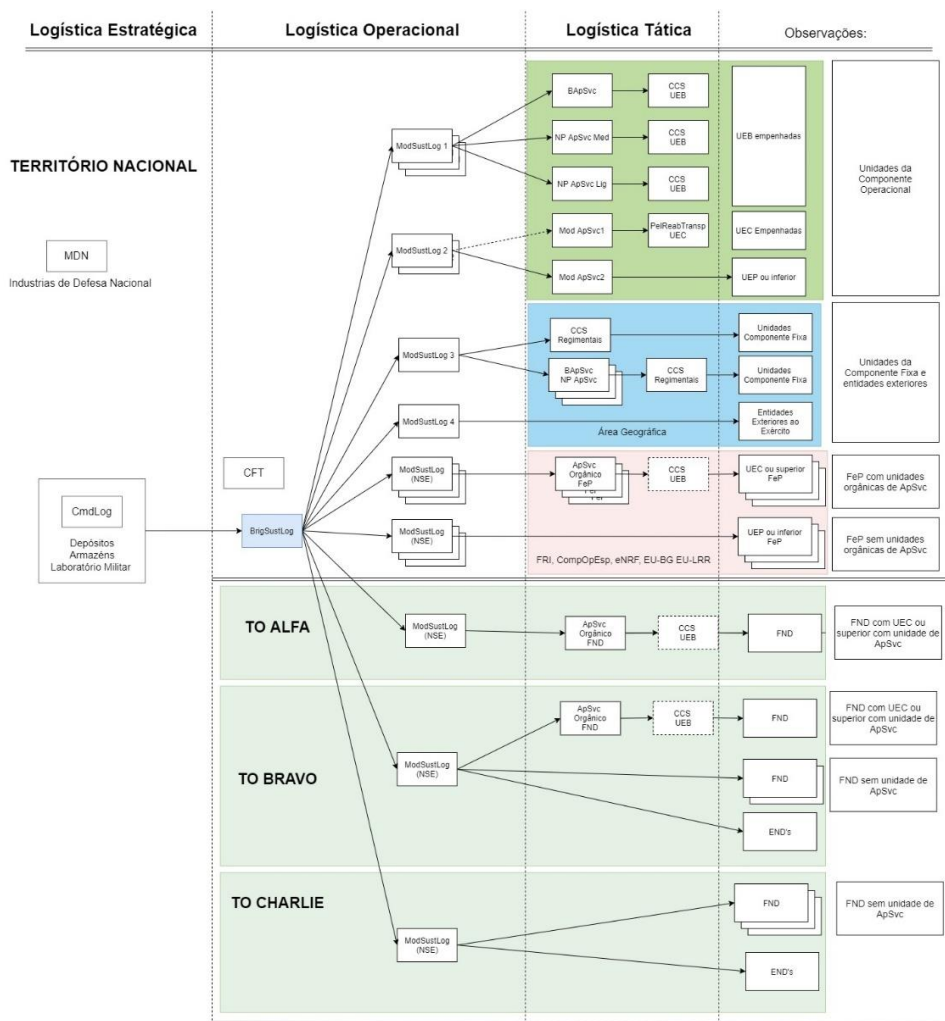 Logística Estratégica
Logística Operacional
Logística Tática
Observações:
TERRITÓRIO NACIONAL
MDN
Industrias de Defesa Nacional
CmdLog
Depósitos
Armazéns
Laboratório Militar
CFT
BrigSustLog
ModSustLog 1
BApSvc
CCS
UEB
NP ApSvc Med
CCS
UEB
NP ApSvc Lig
CCS
UEB
UEB empenhadas
ModSustLog 2
Mod ApSvc1
PelReabTransp
UEC
UEC Empenhadas
Mod ApSvc2
UEP ou inferior
Unidades da
Componente
Operacional
ModSustLog 3
CCS
Regimentais
Unidades
Componente Fixa
BApSvc
NP ApSvc
CCS
Regimentais
Unidades
Componente Fixa
ModSustLog 4
Entidades
Exteriores ao
Exército
Área Geográfica
Unidades da
Componente Fixa e
entidades exteriores
ModSustLog
(NSE)
ApSvc
Orgânico
FeP
CCS
UEB
UEC ou superior
FeP
FeP com unidades
orgânicas de ApSvc
ModSustLog
(NSE)
UEP ou inferior
FeP
FeP sem unidades
orgânicas de ApSvc
FRI, CompOpEsp, eNRF, EU-BG EU-LRR
TO ALFA
ModSustLog
(NSE)
ApSvc
Orgânico
FND
CCS
UEB
FND
FND com UEC ou
superior com unidade de
ApSvc
TO BRAVO
ModSustLog
(NSE)
ApSvc
Orgânico
FND
CCS
UEB
FND
FND com UEC ou
superior com unidade de
ApSvc
FND
FND sem unidade de
ApSvc
END's
TO CHARLIE
ModSustLog
(NSE)
FND
FND sem unidade de
ApSvc
END's